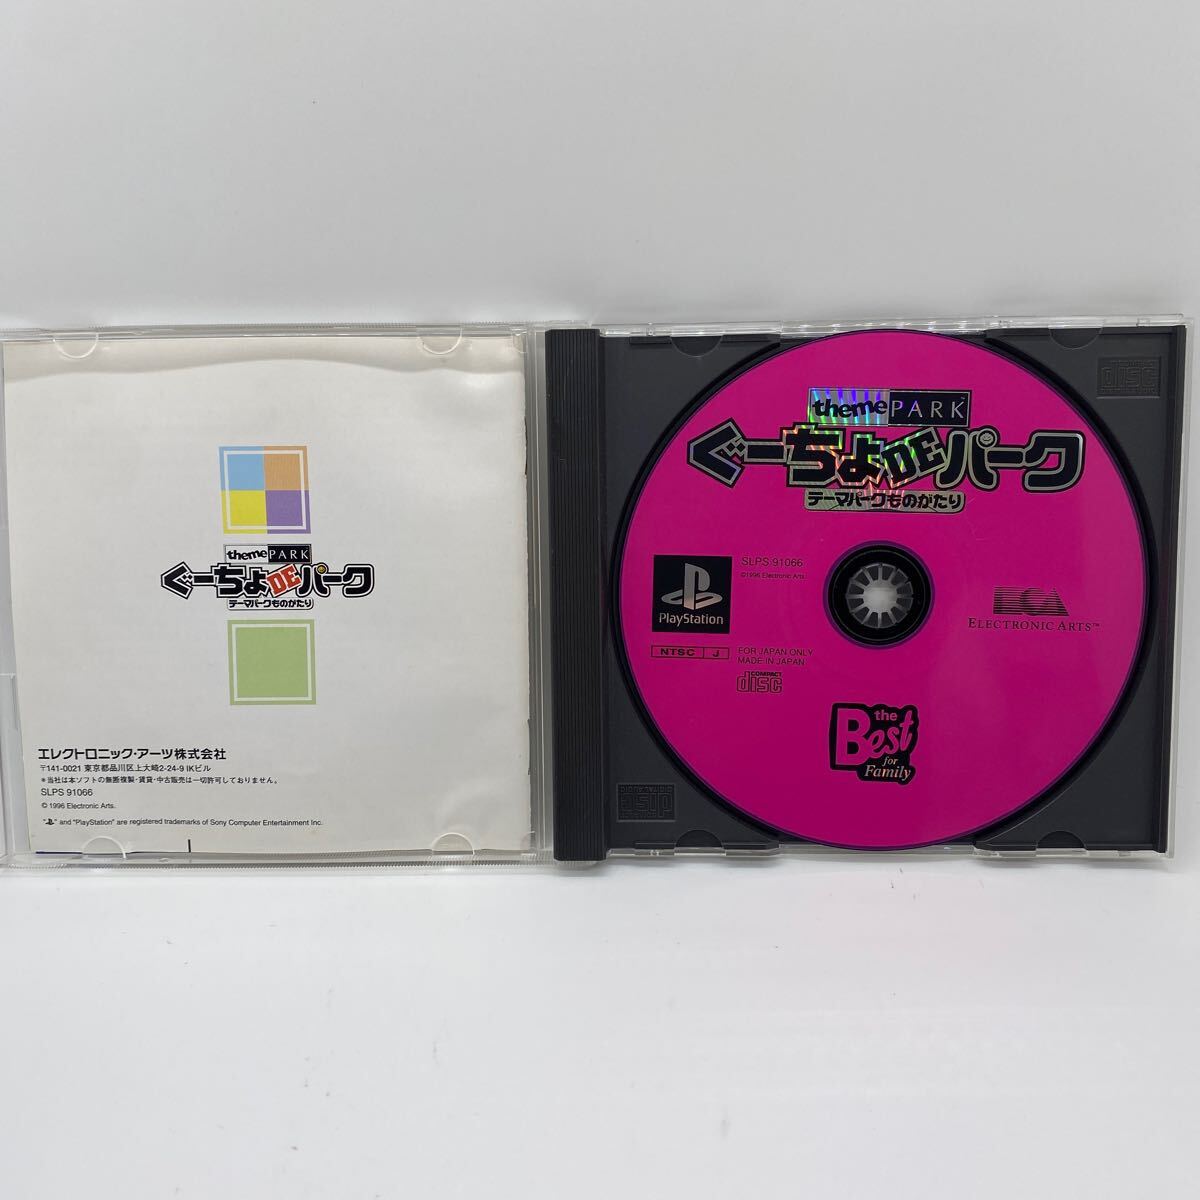 theme PARK
ぐーちょDEパーク
テーマパークものがたり
エレクトロニック・アーツ株式会社
〒141-0021 東京都品川区上大崎2-24-9 IKビル
＊当社は本ソフトの無断複製・賃貸・中古販売は一切許可しておりません。
SLPS 91066
© 1996 Electronic Arts.
" " and "PlayStation" are registered trademarks of Sony Computer Entertainment Inc.
theme PARK™
ぐーちょDEパーク
テーマパークものがたり
SLPS 91066
©1996 Electronic Arts.
PlayStation
NTSC J
FOR JAPAN ONLY
MADE IN JAPAN
COMPACT
disc
ELECTRONIC ARTS™
the
Best
for
Family
disc
disc
DIGITAL AUDIO